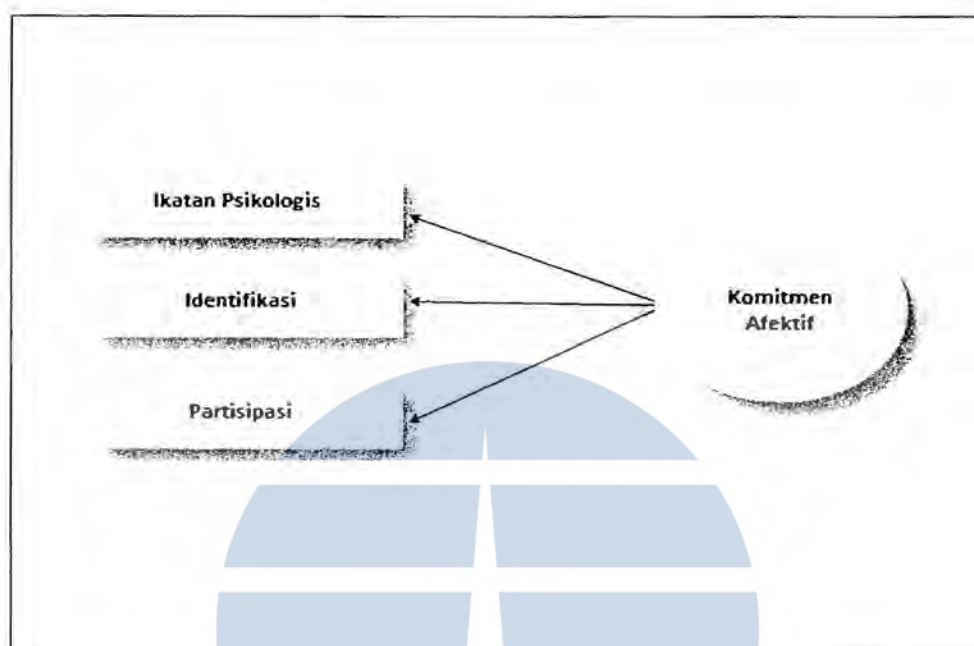 Ikatan Psikologis
Identifikasi
Partisipasi
Komitmen
Afektif